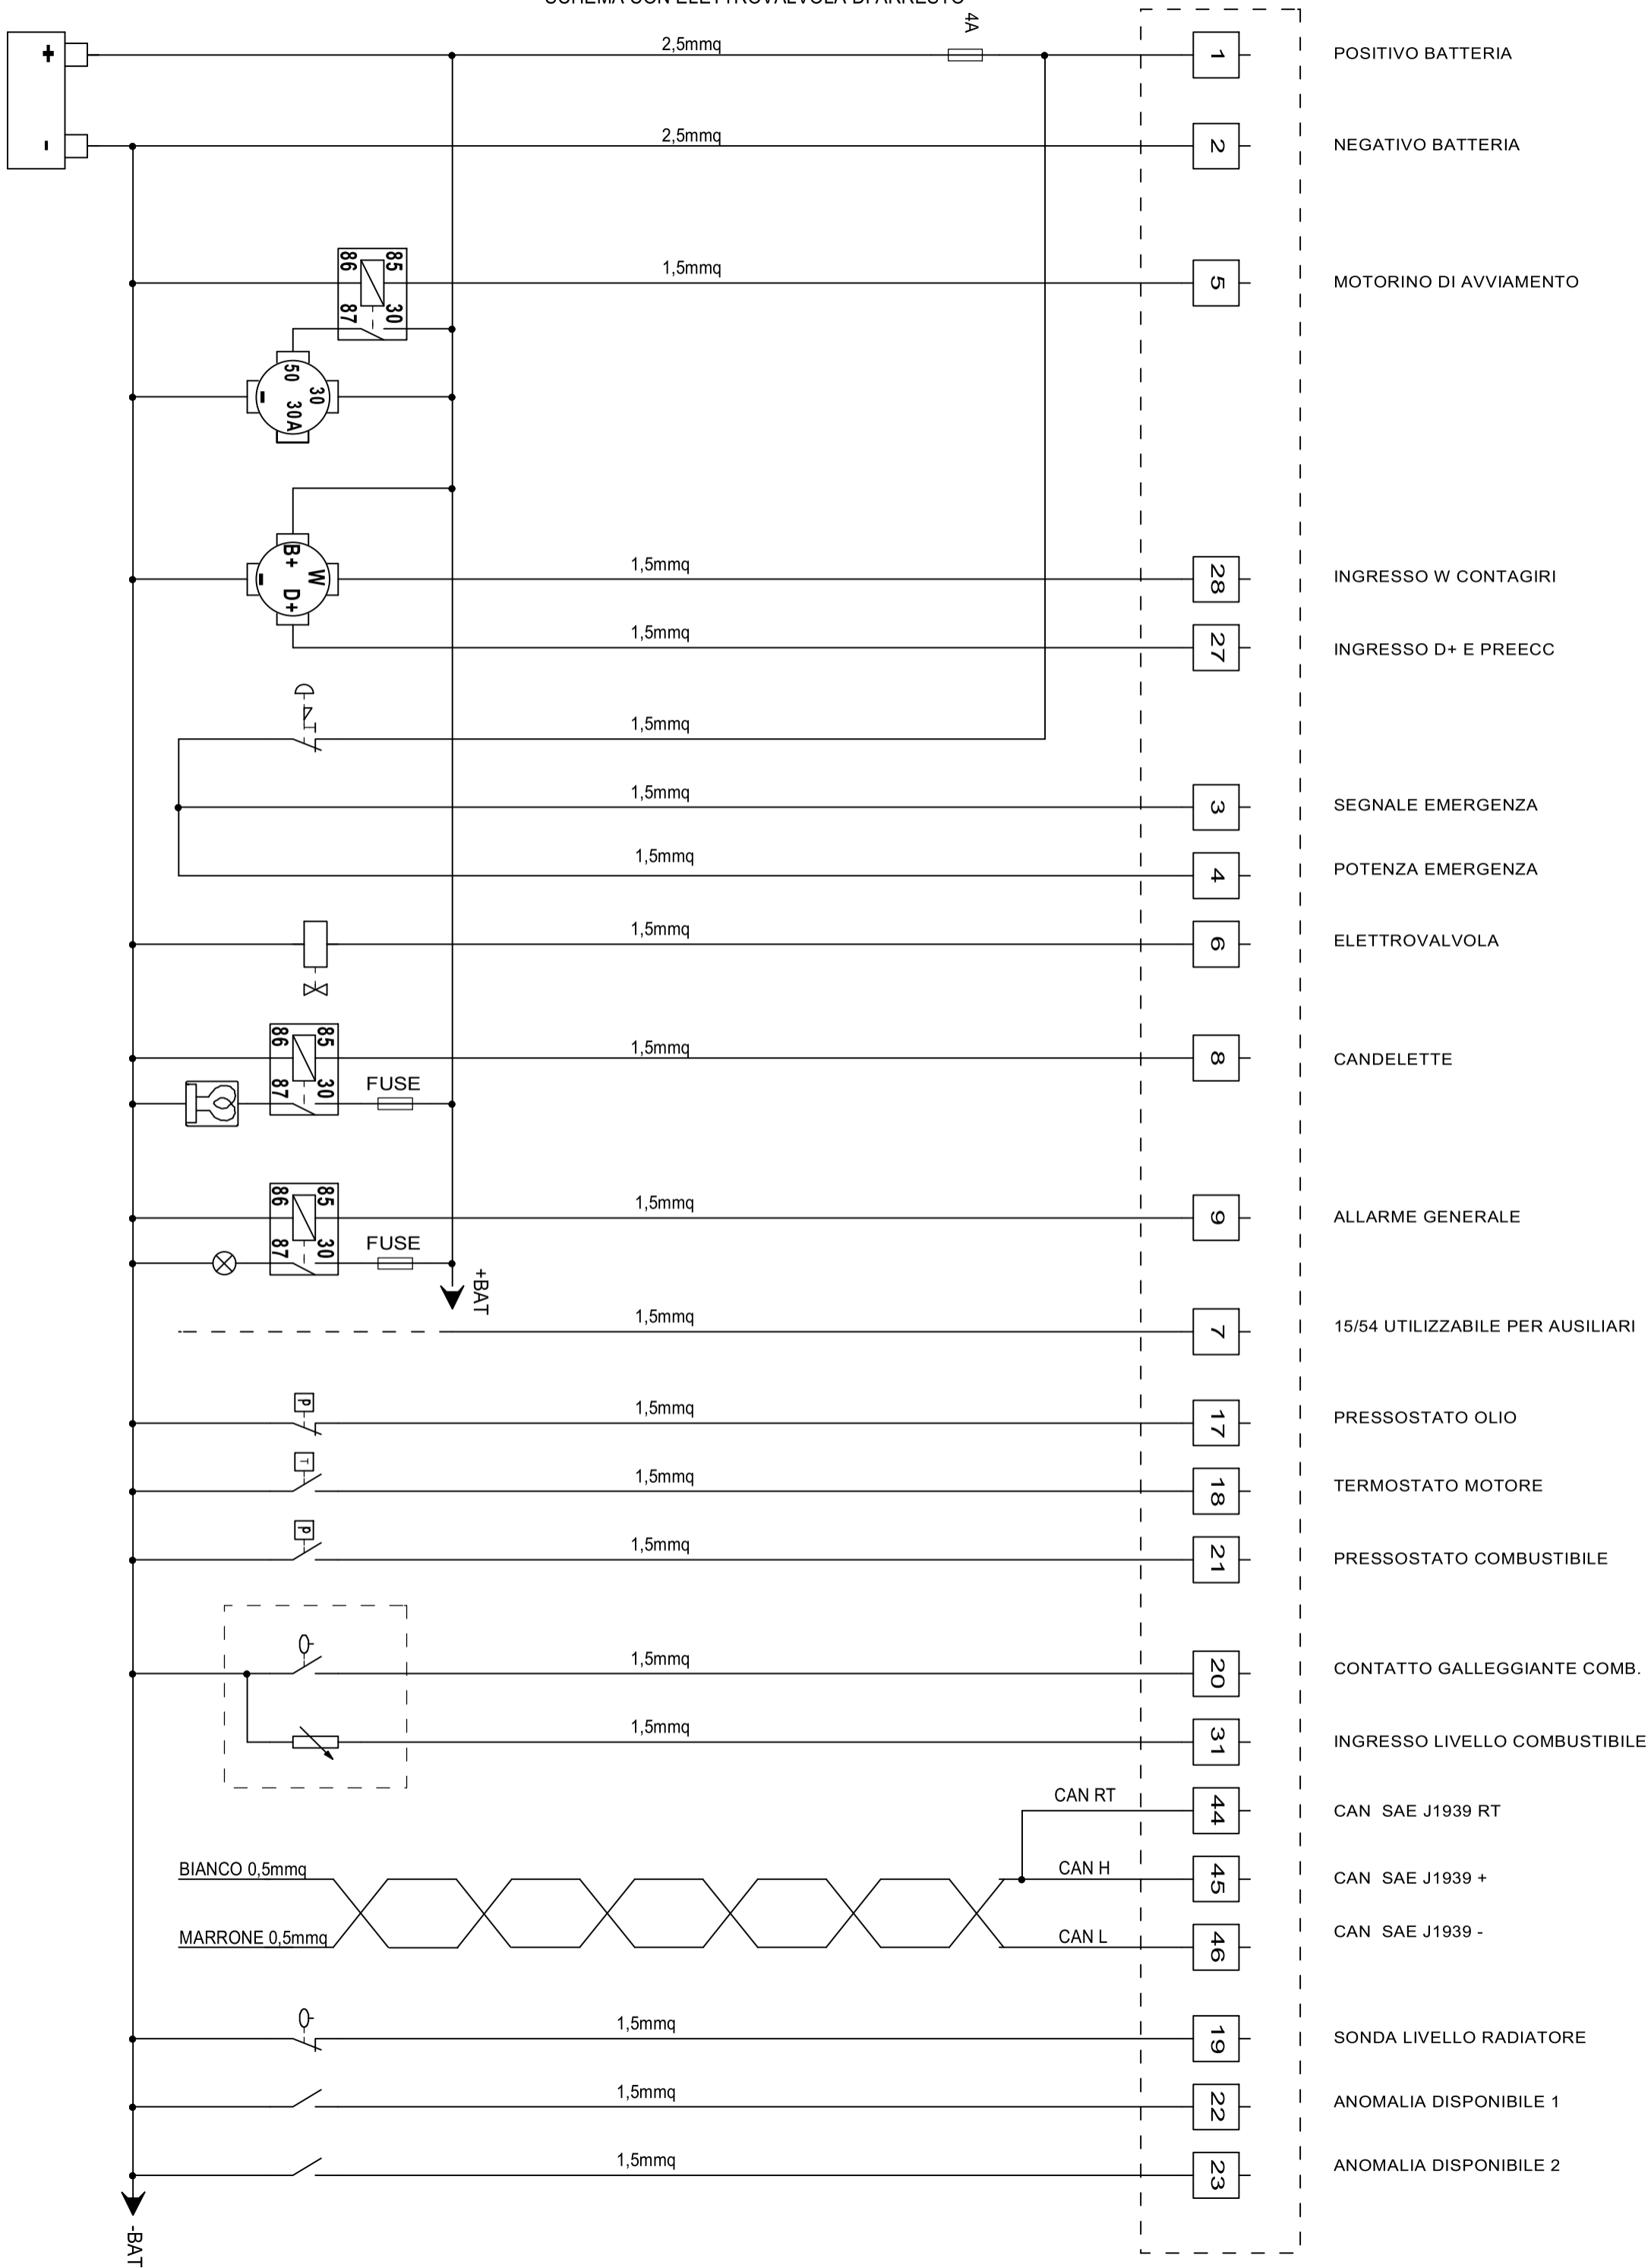 4A
+
2,5mmq
1
POSITIVO BATTERIA
-
2,5mmq
2
NEGATIVO BATTERIA
86 85
87 30
1,5mmq
5
MOTORINO DI AVVIAMENTO
50 30
- 30A
B+ W
- D+
1,5mmq
28
INGRESSO W CONTAGIRI
1,5mmq
27
INGRESSO D+ E PREECC
1,5mmq
1,5mmq
3
SEGNALE EMERGENZA
1,5mmq
4
POTENZA EMERGENZA
1,5mmq
6
ELETTROVALVOLA
86 85
87 30
1,5mmq
8
CANDELETTE
FUSE
86 85
87 30
1,5mmq
9
ALLARME GENERALE
FUSE
+BAT
1,5mmq
7
15/54 UTILIZZABILE PER AUSILIARI
P
1,5mmq
17
PRESSOSTATO OLIO
T
1,5mmq
18
TERMOSTATO MOTORE
P
1,5mmq
21
PRESSOSTATO COMBUSTIBILE
1,5mmq
20
CONTATTO GALLEGGIANTE COMB.
1,5mmq
31
INGRESSO LIVELLO COMBUSTIBILE
CAN RT
44
CAN SAE J1939 RT
BIANCO 0,5mmq
CAN H
45
CAN SAE J1939 +
MARRONE 0,5mmq
CAN L
46
CAN SAE J1939 -
1,5mmq
19
SONDA LIVELLO RADIATORE
1,5mmq
22
ANOMALIA DISPONIBILE 1
1,5mmq
23
ANOMALIA DISPONIBILE 2
-BAT